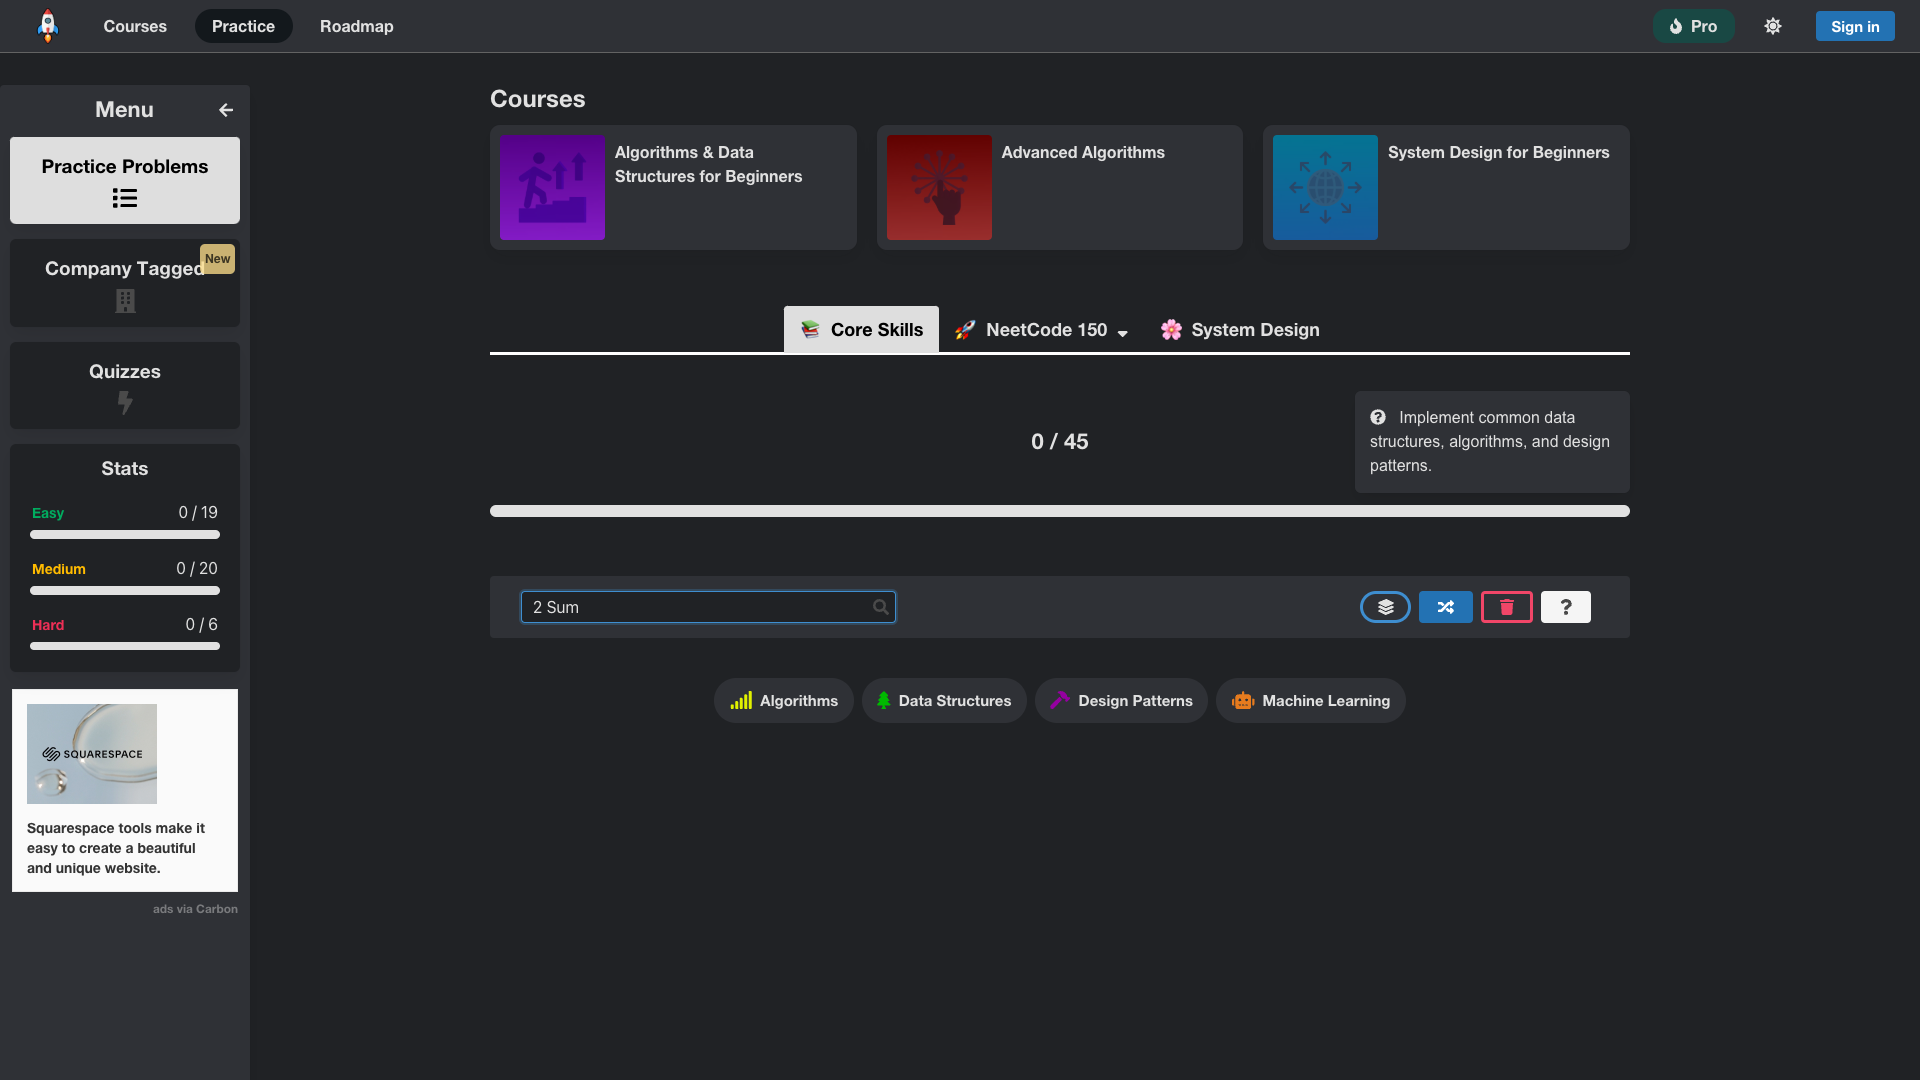 Courses
Practice
Roadmap
Pro
Sign in
Menu
Practice Problems
Company Tagged
New
Quizzes
Stats
Easy
0 / 19
Medium
0 / 20
Hard
0 / 6
SQUARESPACE
Squarespace tools make it
easy to create a beautiful
and unique website.
ads via Carbon
Courses
Algorithms & Data
Structures for Beginners
Advanced Algorithms
System Design for Beginners
Core Skills
NeetCode 150
System Design
0 / 45
Implement common data
structures, algorithms, and design
patterns.
2 Sum
?
Algorithms
Data Structures
Design Patterns
Machine Learning